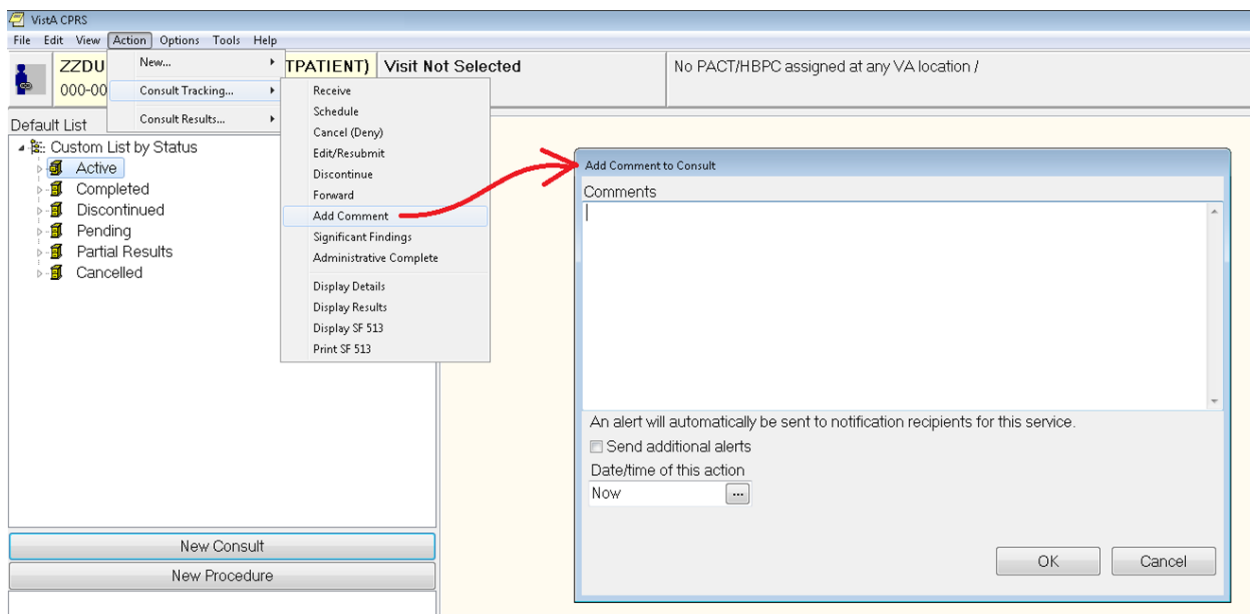 VistA CPRS
File Edit View Action Options Tools Help
ZZDU TPATIENT) Visit Not Selected No PACT/HBPC assigned at any VA location /
000-00
New...
Consult Tracking...
Consult Results...
Receive
Schedule
Cancel (Deny)
Edit/Resubmit
Discontinue
Forward
Add Comment
Significant Findings
Administrative Complete
Display Details
Display Results
Display SF 513
Print SF 513
Default List
Custom List by Status
Active
Completed
Discontinued
Pending
Partial Results
Cancelled
New Consult
New Procedure
Add Comment to Consult
Comments
An alert will automatically be sent to notification recipients for this service.
Send additional alerts
Date/time of this action
Now ...
OK Cancel